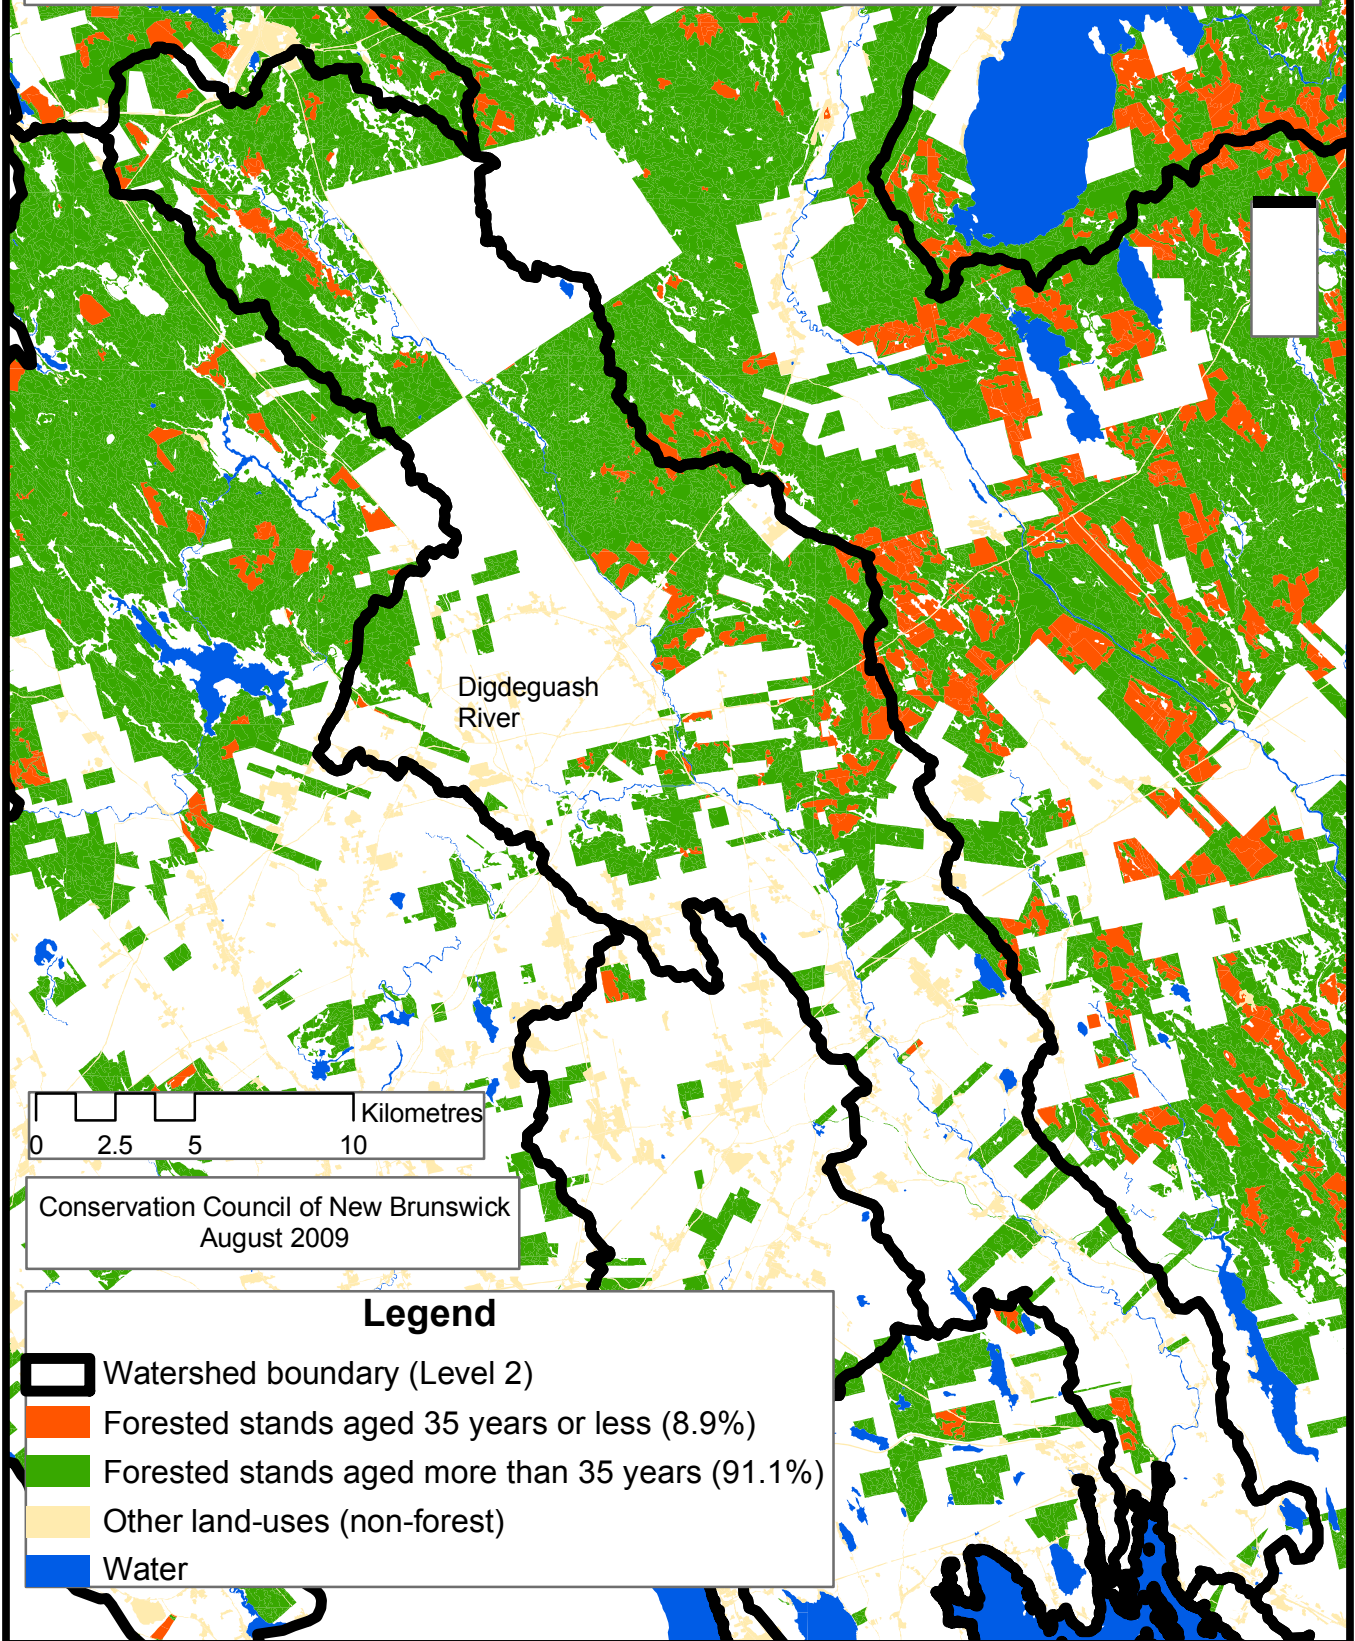 Digdeguash
River
Kilometres
0 2.5 5 10
Conservation Council of New Brunswick
August 2009
Legend
Watershed boundary (Level 2)
Forested stands aged 35 years or less (8.9%)
Forested stands aged more than 35 years (91.1%)
Other land-uses (non-forest)
Water